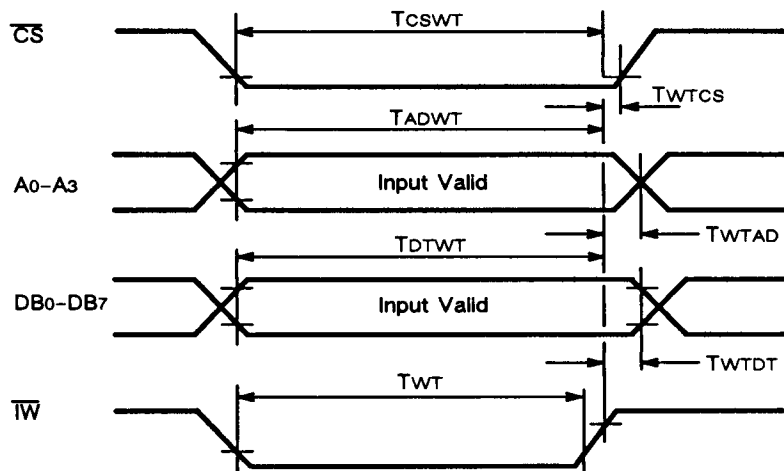 TCSWT
CS
TWTCS
TADWT
A0-A3
Input Valid
TWTAD
TDTWT
DB0-DB7
Input Valid
TWTDT
TWT
IW